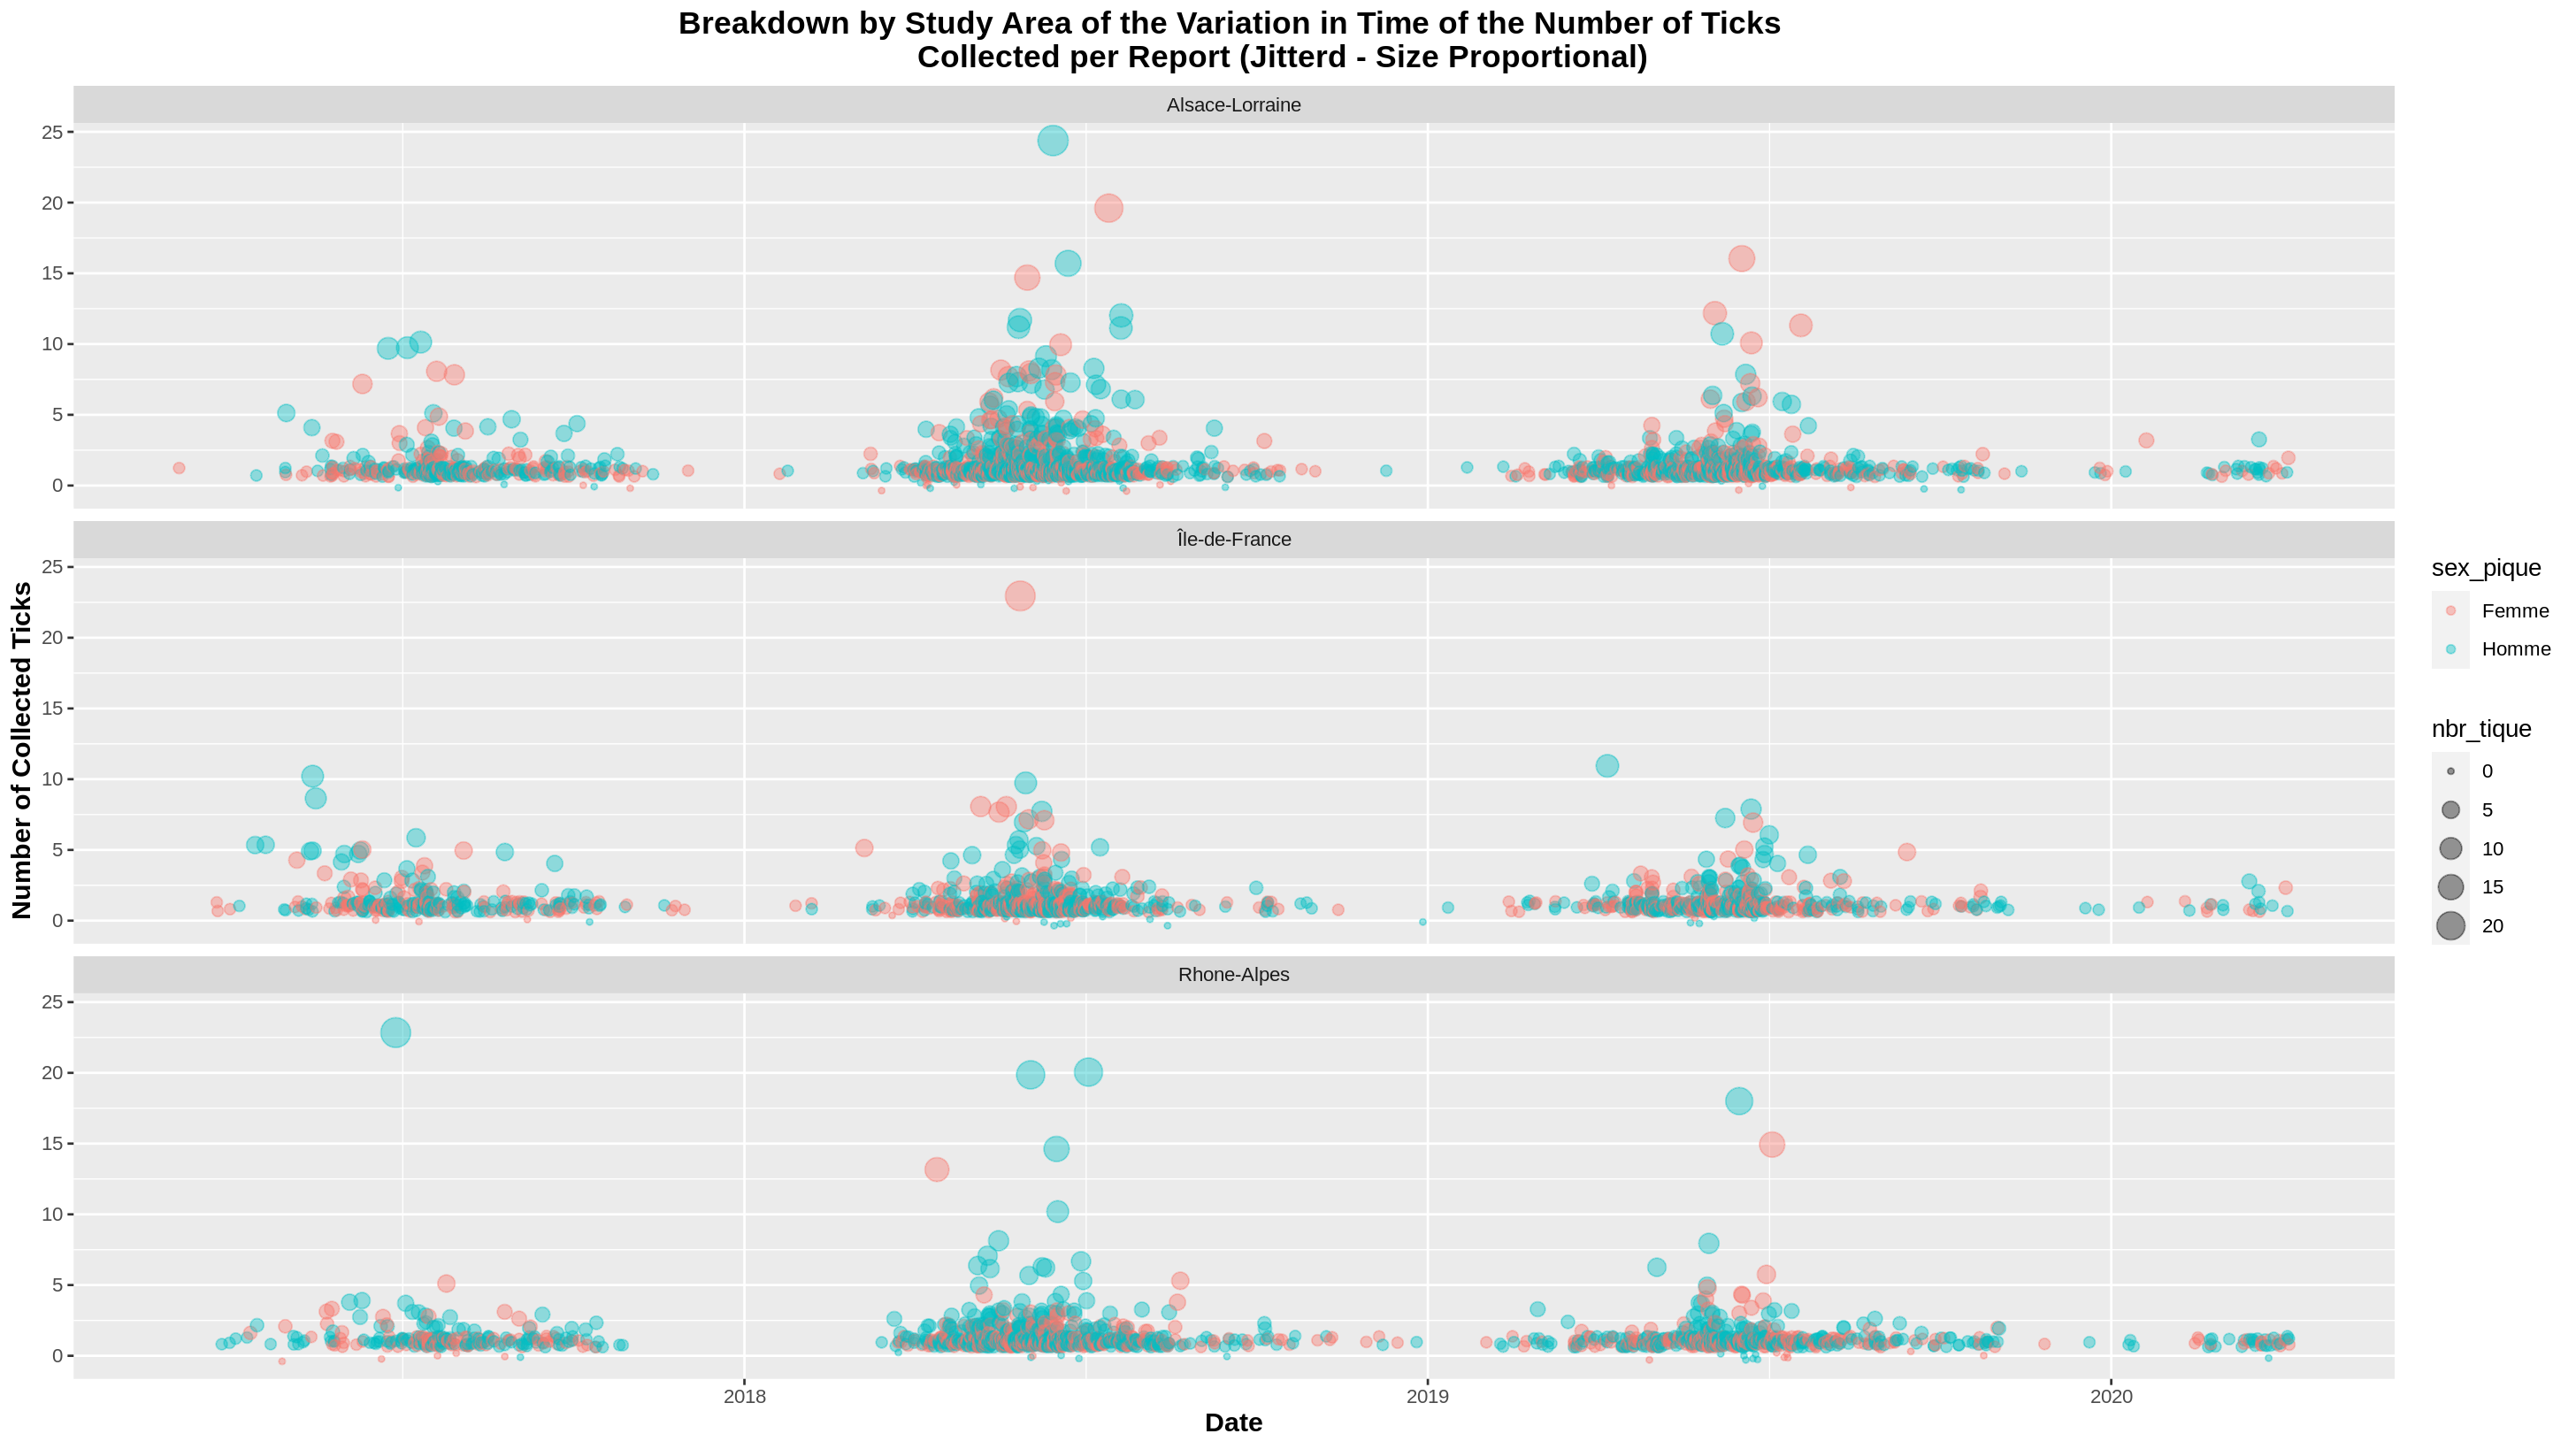 Breakdown by Study Area of the Variation in Time of the Number of Ticks
Collected per Report (Jitterd - Size Proportional)
Alsace-Lorraine
25
20
15
10
5
0
Île-de-France
25
20
15
10
5
0
Rhone-Alpes
25
20
15
10
5
0
2018
2019
2020
Date
Number of Collected Ticks
sex_pique
Femme
Homme
nbr_tique
0
5
10
15
20